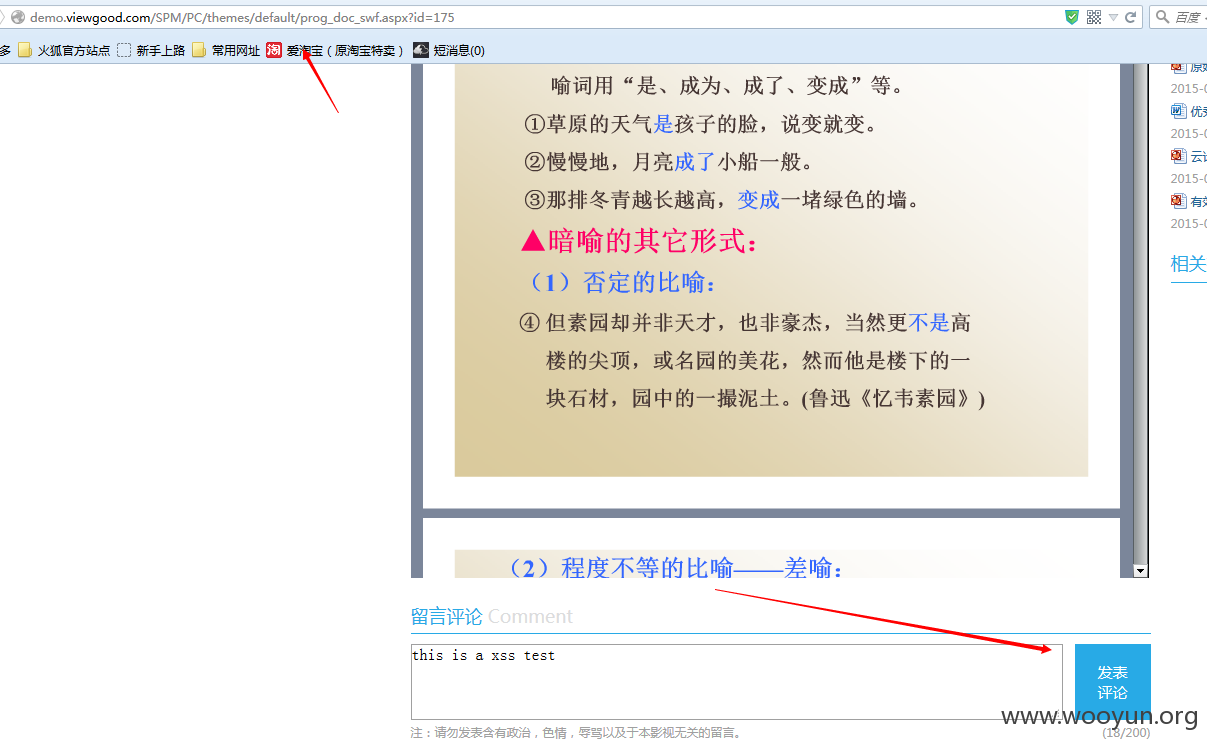 demo.viewgood.com/SPM/PC/themes/default/prog_doc_swf.aspx?id=175
百度
多 火狐官方站点 新手上路 常用网址 爱淘宝（原淘宝特卖） 短消息(0)
喻词用“是、成为、成了、变成”等。
①草原的天气是孩子的脸，说变就变。
②慢慢地，月亮成了小船一般。
③那排冬青越长越高，变成一堵绿色的墙。
▲暗喻的其它形式：
（1）否定的比喻：
④ 但素园却并非天才，也非豪杰，当然更不是高
楼的尖顶，或名园的美花，然而他是楼下的一
块石材，园中的一撮泥土。(鲁迅《忆韦素园》)
（2）程度不等的比喻——差喻：
2015-0
优
2015-0
云
2015-0
有
2015-0
相关
留言评论 Comment
this is a xss test
发表
评论
注：请勿发表含有政治，色情，辱骂以及于本影视无关的留言。
(18/200)
www.wooyun.org